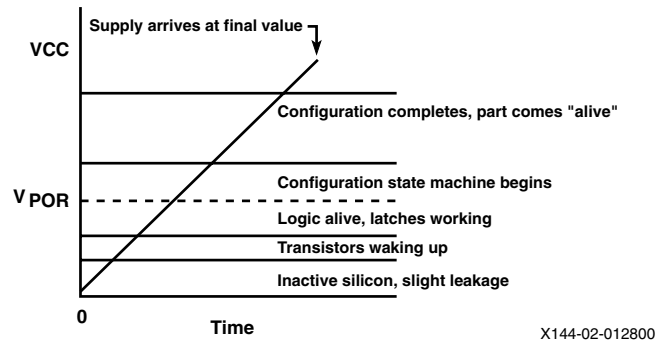 Supply arrives at final value
VCC
Configuration completes, part comes "alive"
Configuration state machine begins
V POR
Logic alive, latches working
Transistors waking up
Inactive silicon, slight leakage
0
Time
X144-02-012800